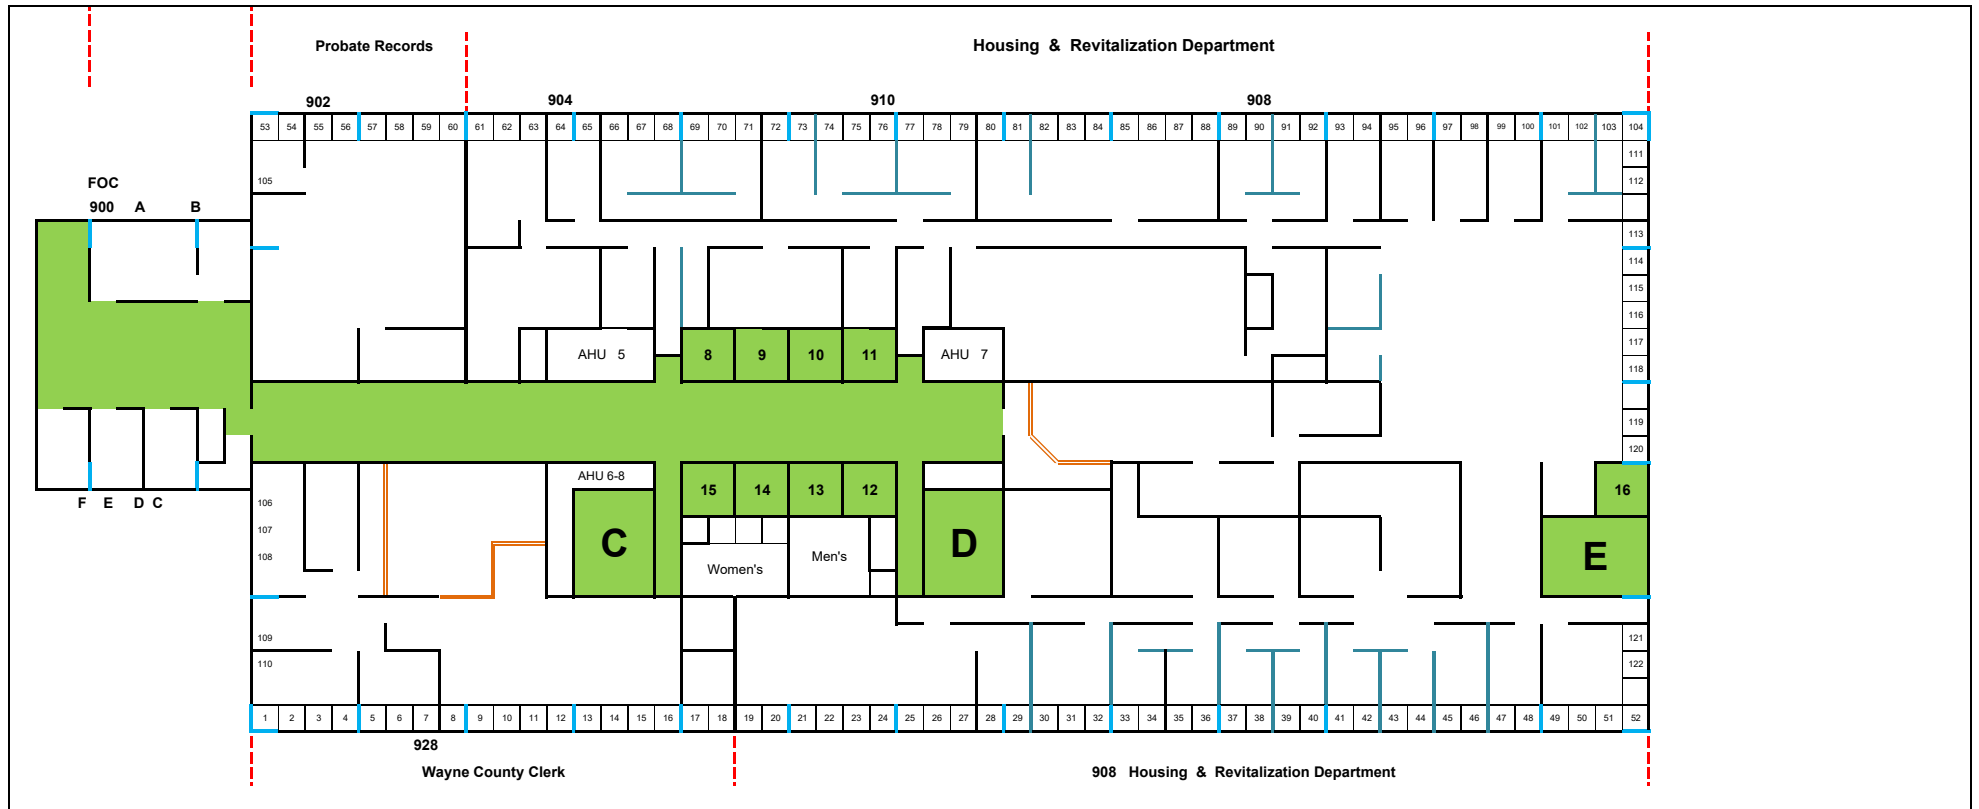 Probate Records
Housing & Revitalization Department
902
904
910
908
53 54 55 56 57 58 59 60 61 62 63 64 65 66 67 68 69 70 71 72 73 74 75 76 77 78 79 80 81 82 83 84 85 86 87 88 89 90 91 92 93 94 95 96 97 98 99 100 101 102 103 104
111
105
112
FOC
900 A B
113
114
115
116
117
118
AHU 5
8 9 10 11
AHU 7
119
120
AHU 6-8
15 14 13 12
16
F E D C
106
107
108
C
D
E
Women's
Men's
109
110
121
122
1 2 3 4 5 6 7 8 9 10 11 12 13 14 15 16 17 18 19 20 21 22 23 24 25 26 27 28 29 30 31 32 33 34 35 36 37 38 39 40 41 42 43 44 45 46 47 48 49 50 51 52
928
Wayne County Clerk
908 Housing & Revitalization Department